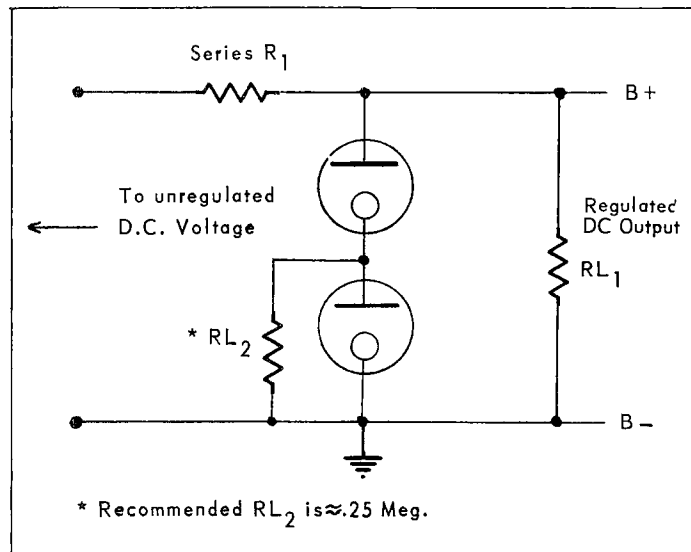 Series R1
B+
To unregulated
D.C. Voltage
Regulated
DC Output
RL1
* RL2
B-
* Recommended RL2 is≈.25 Meg.